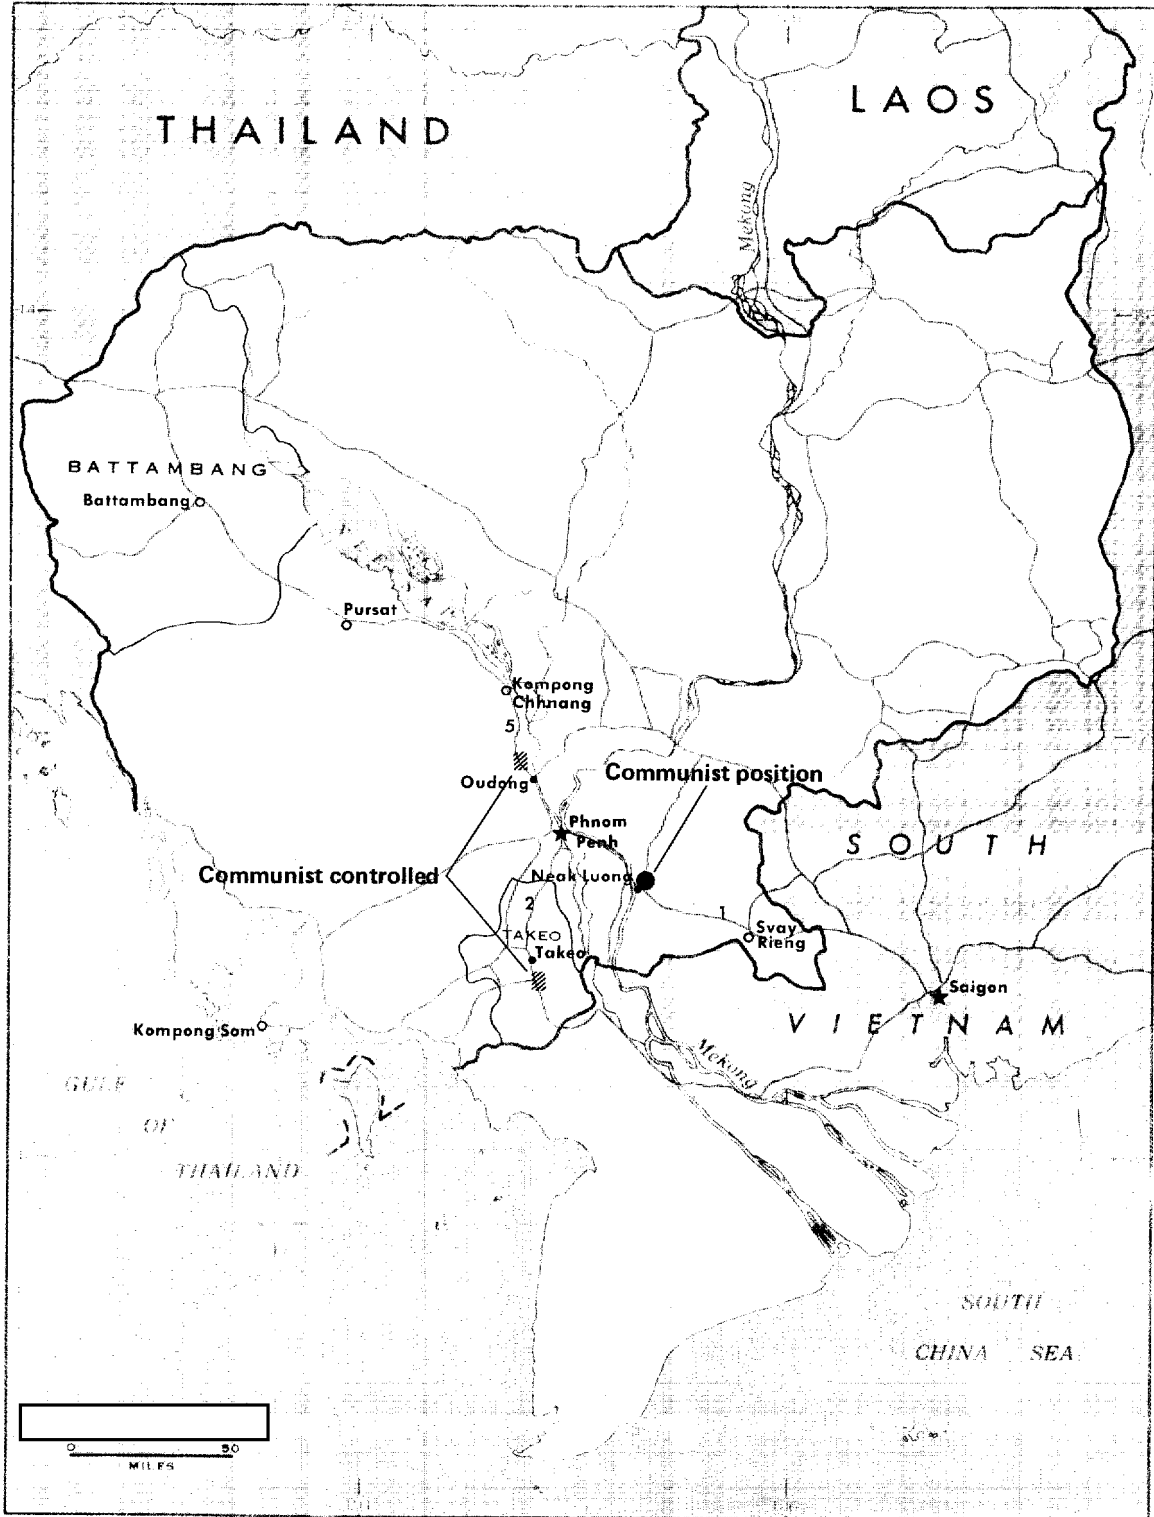 THAILAND
LAOS
Mekong
14
BATTAMBANG
Battambang
Pursat
Kompong
Chhnang
5
Oudong
Communist position
Phnom
Penh
SOUTH
Communist controlled
Neak Luong
2
1
TAKEO
Svay
Rieng
Takeo
Saigon
Kompong Som
VIETNAM
Mekong
GULF
OF
THAILAND
SOUTH
CHINA SEA
0 50
MILES